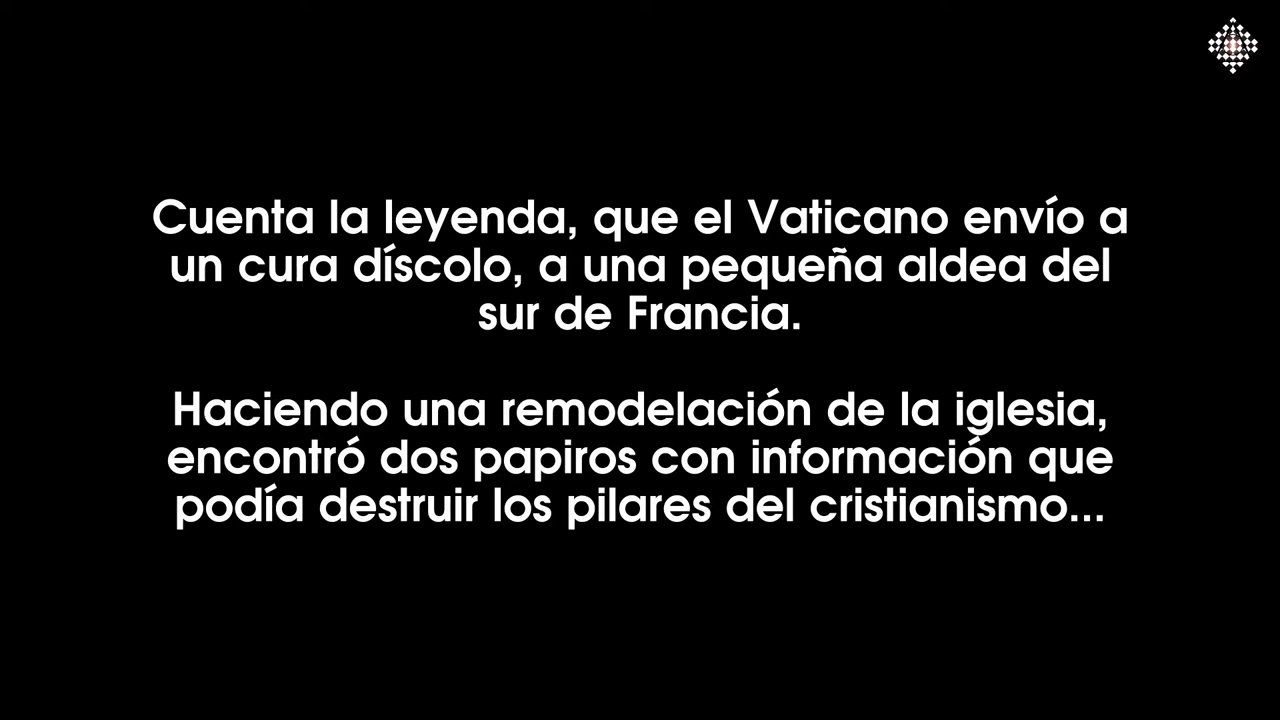 Cuenta la leyenda, que el Vaticano envío a
un cura díscolo, a una pequeña aldea del
sur de Francia.
Haciendo una remodelación de la iglesia,
encontró dos papiros con información que
podía destruir los pilares del cristianismo...